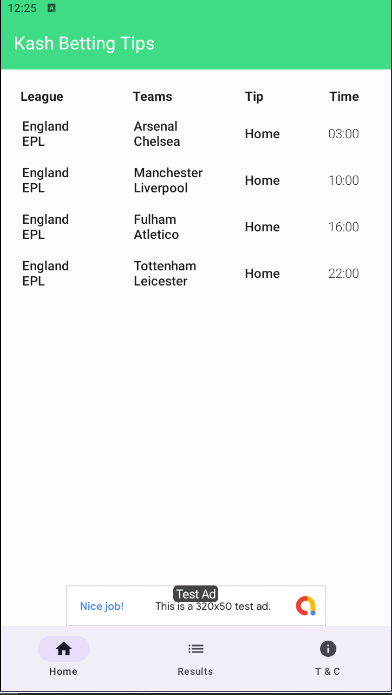 12:25 A
Kash Betting Tips
League Teams Tip Time
England Arsenal
EPL Chelsea Home 03:00
England Manchester
EPL Liverpool Home 10:00
England Fulham
EPL Atletico Home 16:00
England Tottenham
EPL Leicester Home 22:00
Test Ad
Nice job! This is a 320x50 test ad.
Home Results T & C